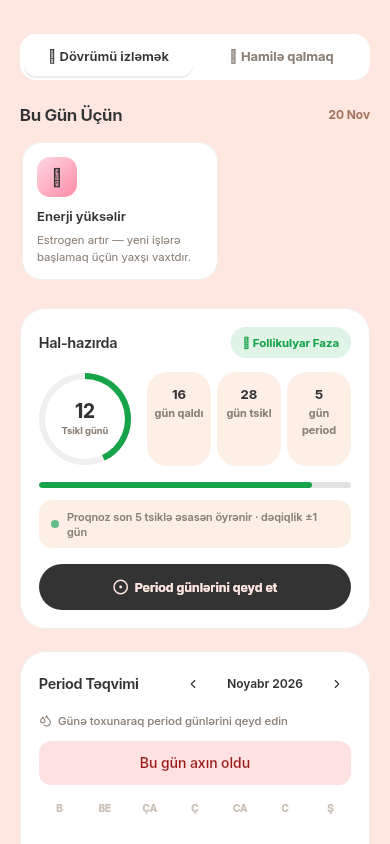 Dövrümü izləmək
Hamilə qalmaq
Bu Gün Üçün
20 Nov
Enerji yüksəlir
Estrogen artır — yeni işlərə
başlamaq üçün yaxşı vaxtdır.
Hal-hazırda
Follikulyar Faza
12
Tsikl günü
16
gün qaldı
28
gün tsikl
5
gün
period
Proqnoz son 5 tsiklə əsasən öyrənir · dəqiqlik ±1
gün
Period günlərini qeyd et
Period Təqvimi
Noyabr 2026
Günə toxunaraq period günlərini qeyd edin
Bu gün axın oldu
B BE ÇA Ç CA C Ş